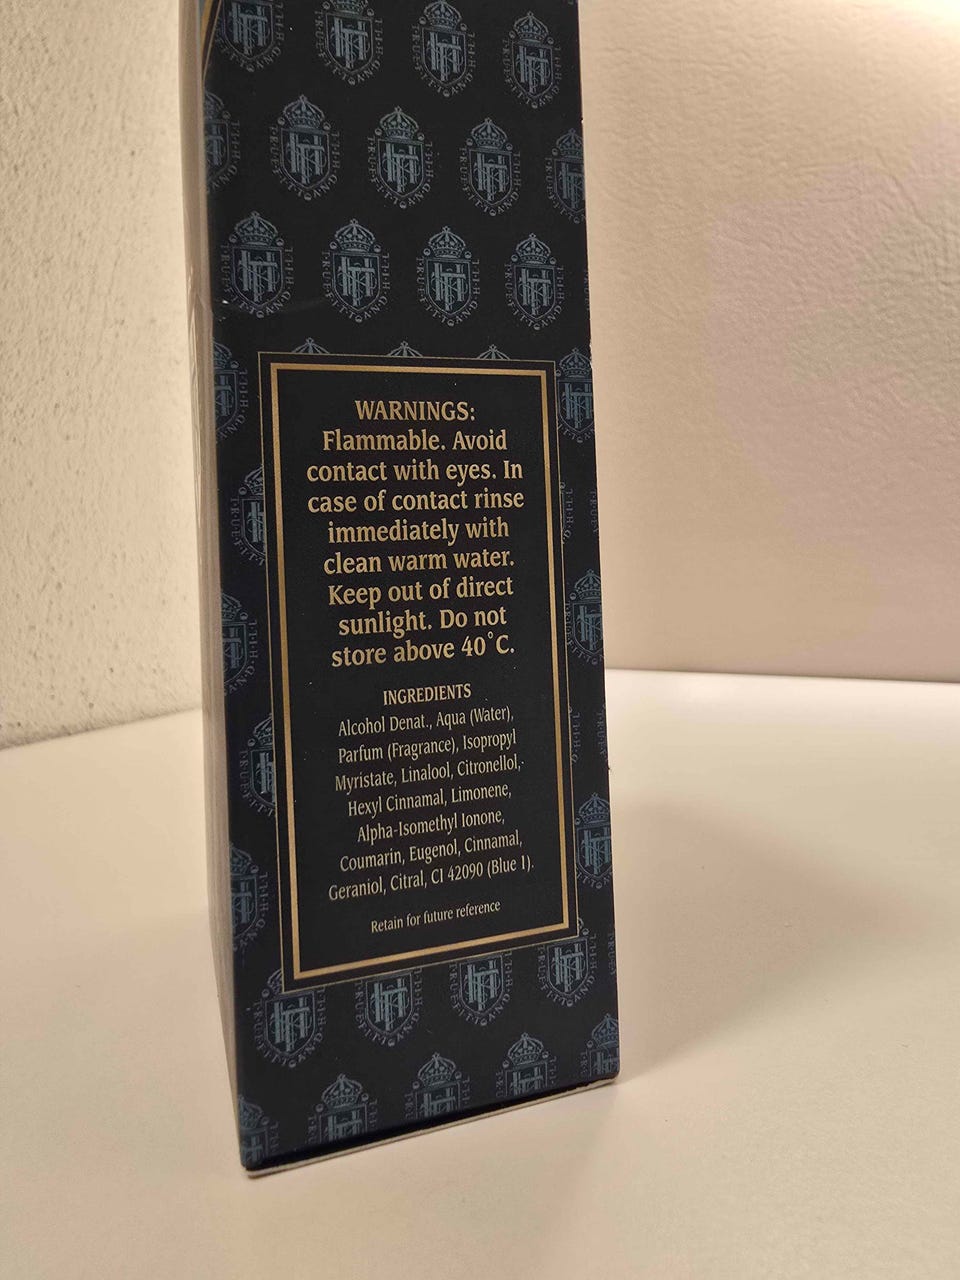 WARNINGS:
Flammable. Avoid
contact with eyes. In
case of contact rinse
immediately with
clean warm water.
Keep out of direct
sunlight. Do not
store above 40°C.
INGREDIENTS
Alcohol Denat., Aqua (Water),
Parfum (Fragrance), Isopropyl
Myristate, Linalool, Citronellol,
Hexyl Cinnamal, Limonene,
Alpha-Isomethyl Ionone,
Coumarin, Eugenol, Cinnamal,
Geraniol, Citral, CI 42090 (Blue 1).
Retain for future reference